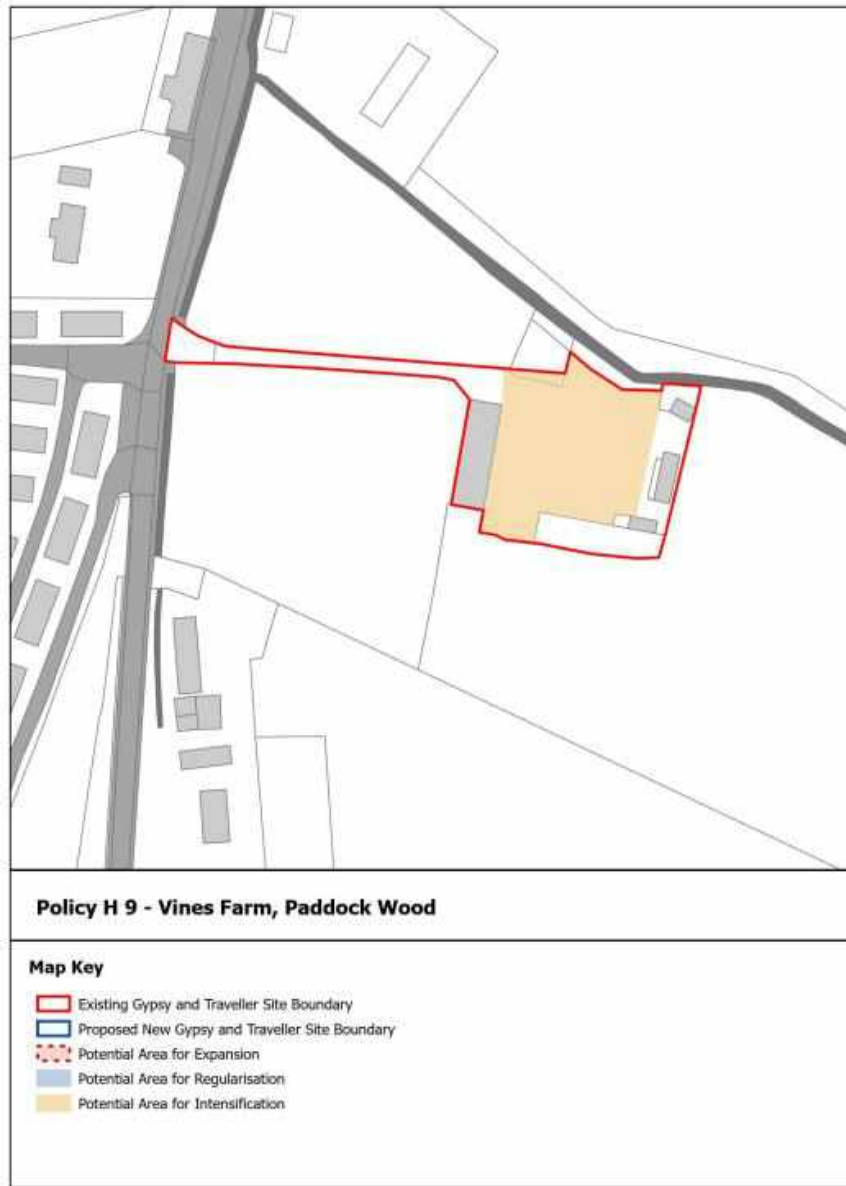 Policy H 9 - Vines Farm, Paddock Wood
Map Key
Existing Gypsy and Traveller Site Boundary
Proposed New Gypsy and Traveller Site Boundary
Potential Area for Expansion
Potential Area for Regularisation
Potential Area for Intensification